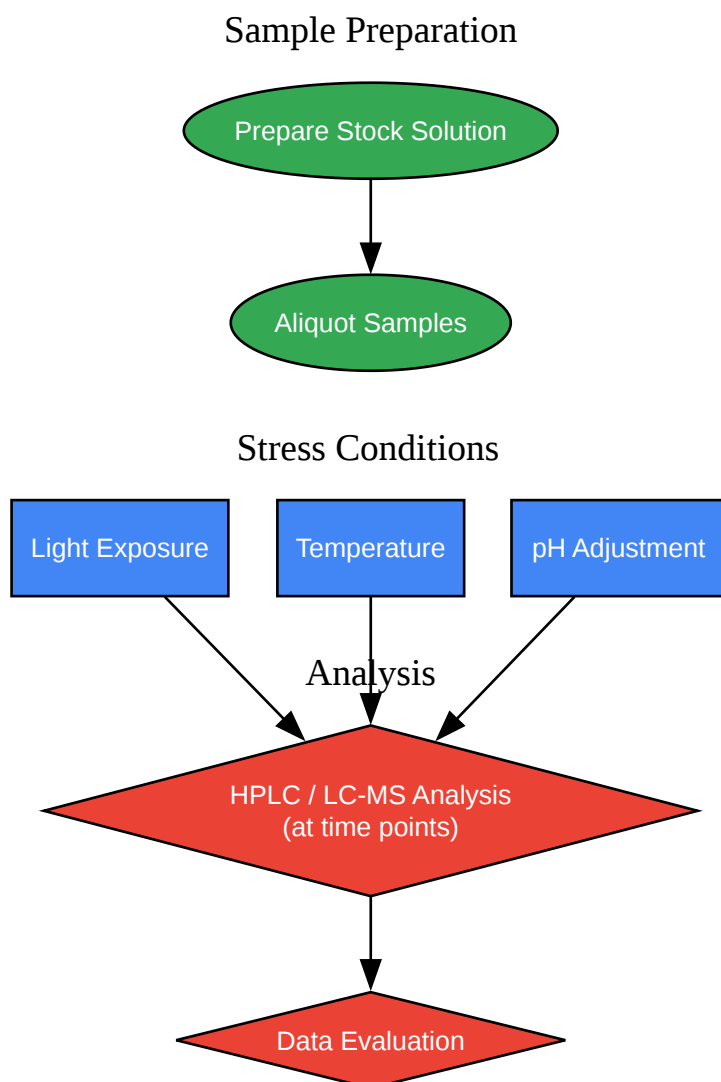 Sample Preparation
Prepare Stock Solution
Aliquot Samples
Stress Conditions
Light Exposure
Temperature
pH Adjustment
Analysis
HPLC / LC-MS Analysis
(at time points)
Data Evaluation